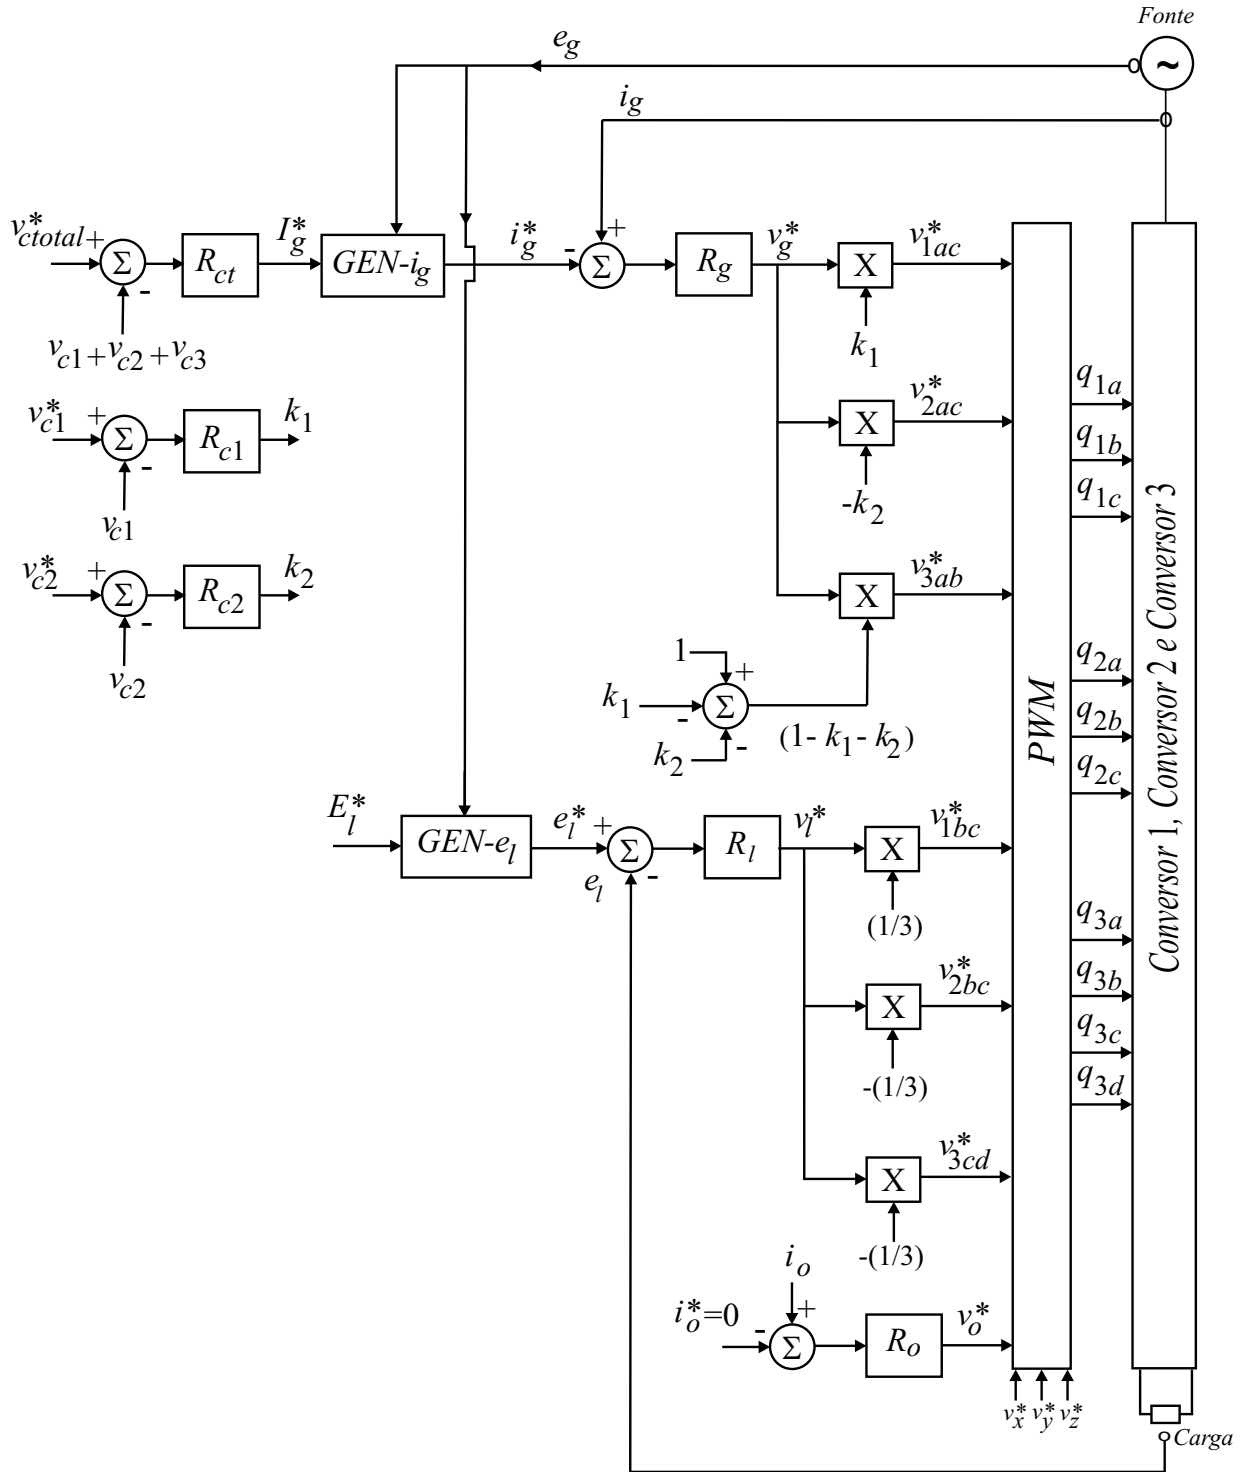 Fonte
e_g
i_g
v*_ctotal + Σ - R_ct I*_g GEN-i_g i*_g - + Σ R_g v*_g X v*_1ac
v_c1 + v_c2 + v_c3
k_1
v*_c1 + Σ - R_c1 k_1
v_c1
X v*_2ac
-k_2
q_1a
q_1b
q_1c
v*_c2 + Σ - R_c2 k_2
v_c2
X v*_3ab
1 +
k_1 - Σ
k_2 -
(1- k_1 - k_2)
PWM
q_2a
q_2b
q_2c
Conversor 1, Conversor 2 e Conversor 3
E*_l GEN-e_l e*_l + Σ - R_l v_l* X v*_1bc
e_l
(1/3)
q_3a
q_3b
q_3c
q_3d
X v*_2bc
-(1/3)
X v*_3cd
-(1/3)
i_o
i*_o=0 - + Σ R_o v*_o
v*_x v*_y v*_z
~
Carga